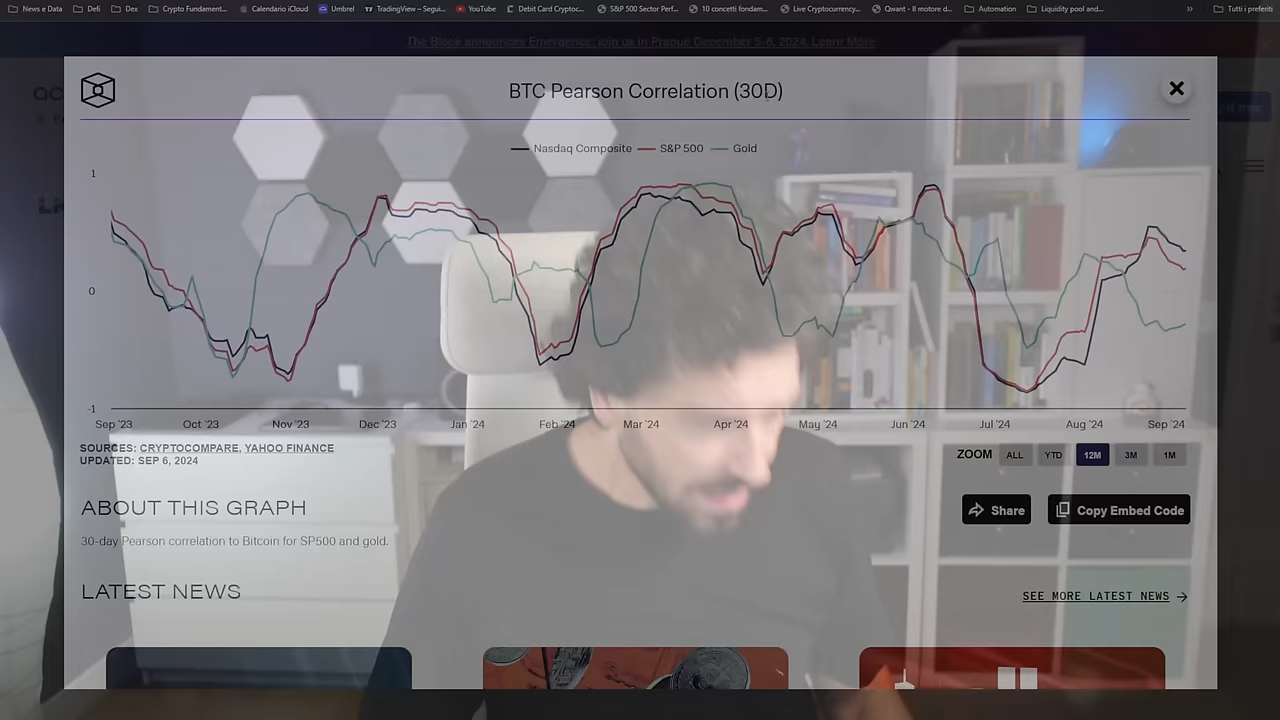 News e Data Defi Dex Crypto Fundament... Calendario iCloud Umbrel TradingView – Segui... YouTube Debit Card Cryptoc... S&P 500 Sector Perf... 10 concetti fondam... Live Cryptocurrency... Qwant - Il motore d... Automation Liquidity pool and... » Tutti i preferiti
The Block announces Emergence: join us in Prague December 5-6, 2024. Learn More
BTC Pearson Correlation (30D)
Nasdaq Composite S&P 500 Gold
1
0
-1
Sep '23 Oct '23 Nov '23 Dec '23 Jan '24 Feb '24 Mar '24 Apr '24 May '24 Jun '24 Jul '24 Aug '24 Sep '24
SOURCES: CRYPTOCOMPARE, YAHOO FINANCE
UPDATED: SEP 6, 2024
ZOOM ALL YTD 12M 3M 1M
ABOUT THIS GRAPH
Share Copy Embed Code
30-day Pearson correlation to Bitcoin for SP500 and gold.
LATEST NEWS
SEE MORE LATEST NEWS →